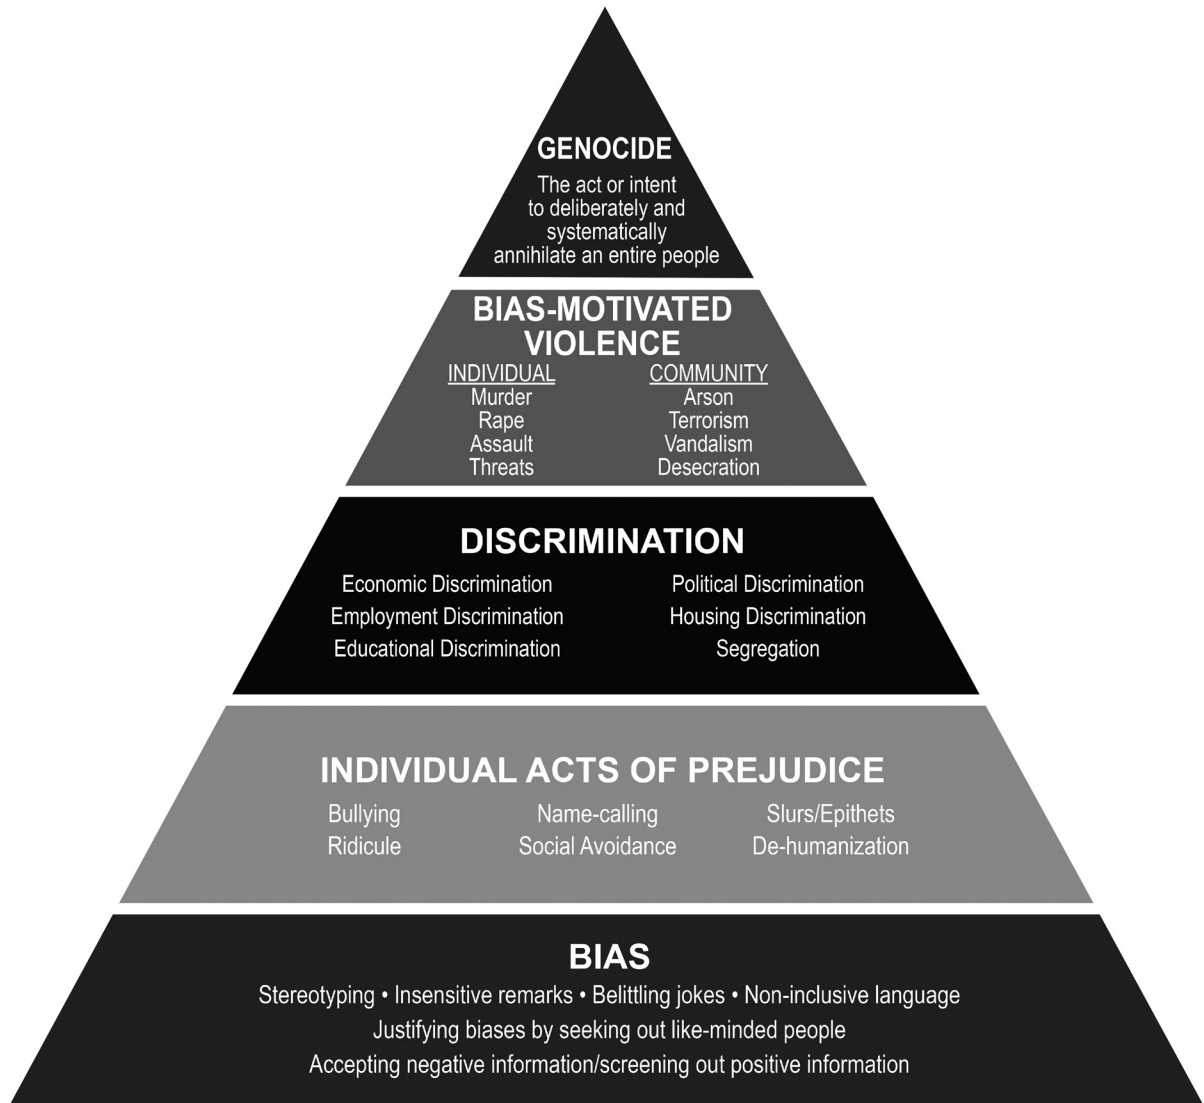 GENOCIDE
The act or intent
to deliberately and
systematically
annihilate an entire people
BIAS-MOTIVATED
VIOLENCE
INDIVIDUAL COMMUNITY
Murder Arson
Rape Terrorism
Assault Vandalism
Threats Desecration
DISCRIMINATION
Economic Discrimination Political Discrimination
Employment Discrimination Housing Discrimination
Educational Discrimination Segregation
INDIVIDUAL ACTS OF PREJUDICE
Bullying Name-calling Slurs/Epithets
Ridicule Social Avoidance De-humanization
BIAS
Stereotyping • Insensitive remarks • Belittling jokes • Non-inclusive language
Justifying biases by seeking out like-minded people
Accepting negative information/screening out positive information